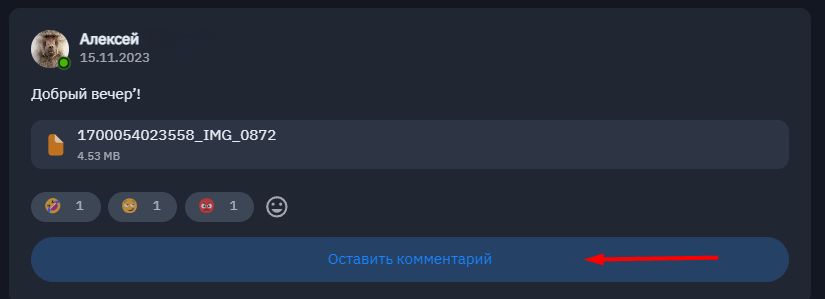 Алексей
15.11.2023
Добрый вечер’!
1700054023558_IMG_0872
4.53 MB
1 1 1
Оставить комментарий